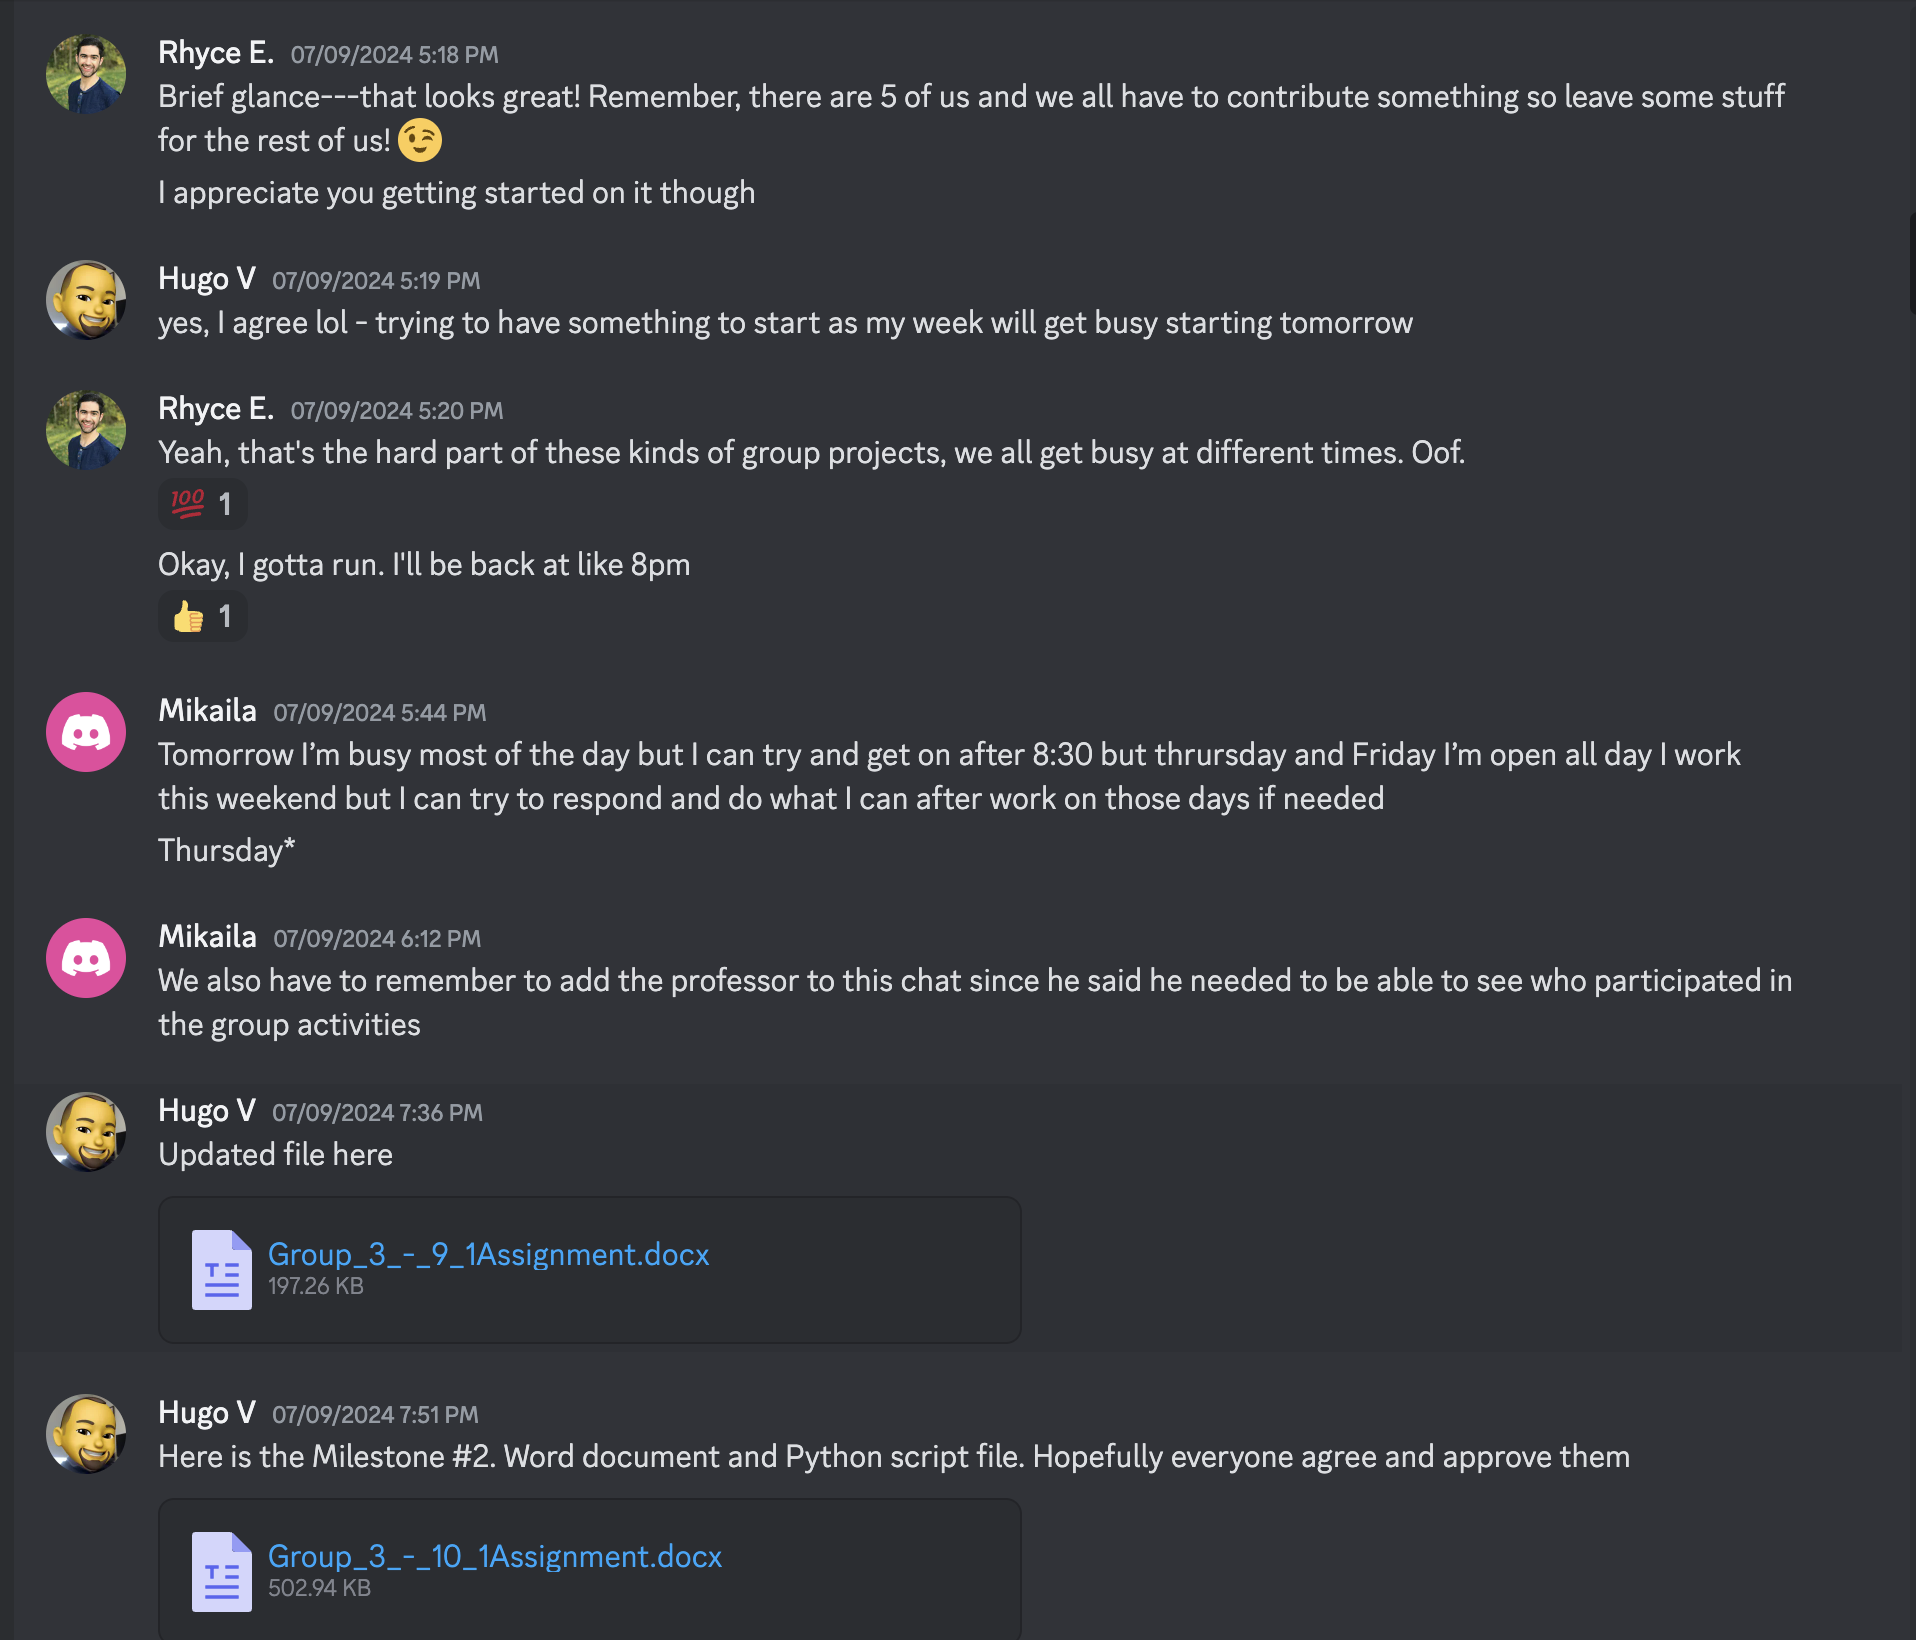 Rhyce E. 07/09/2024 5:18 PM
Brief glance---that looks great! Remember, there are 5 of us and we all have to contribute something so leave some stuff
for the rest of us! 😉
I appreciate you getting started on it though
Hugo V 07/09/2024 5:19 PM
yes, I agree lol - trying to have something to start as my week will get busy starting tomorrow
Rhyce E. 07/09/2024 5:20 PM
Yeah, that's the hard part of these kinds of group projects, we all get busy at different times. Oof.
💯 1
Okay, I gotta run. I'll be back at like 8pm
👍 1
Mikaila 07/09/2024 5:44 PM
Tomorrow I’m busy most of the day but I can try and get on after 8:30 but thrursday and Friday I’m open all day I work
this weekend but I can try to respond and do what I can after work on those days if needed
Thursday*
Mikaila 07/09/2024 6:12 PM
We also have to remember to add the professor to this chat since he said he needed to be able to see who participated in
the group activities
Hugo V 07/09/2024 7:36 PM
Updated file here
Group_3_-_9_1Assignment.docx
197.26 KB
Hugo V 07/09/2024 7:51 PM
Here is the Milestone #2. Word document and Python script file. Hopefully everyone agree and approve them
Group_3_-_10_1Assignment.docx
502.94 KB